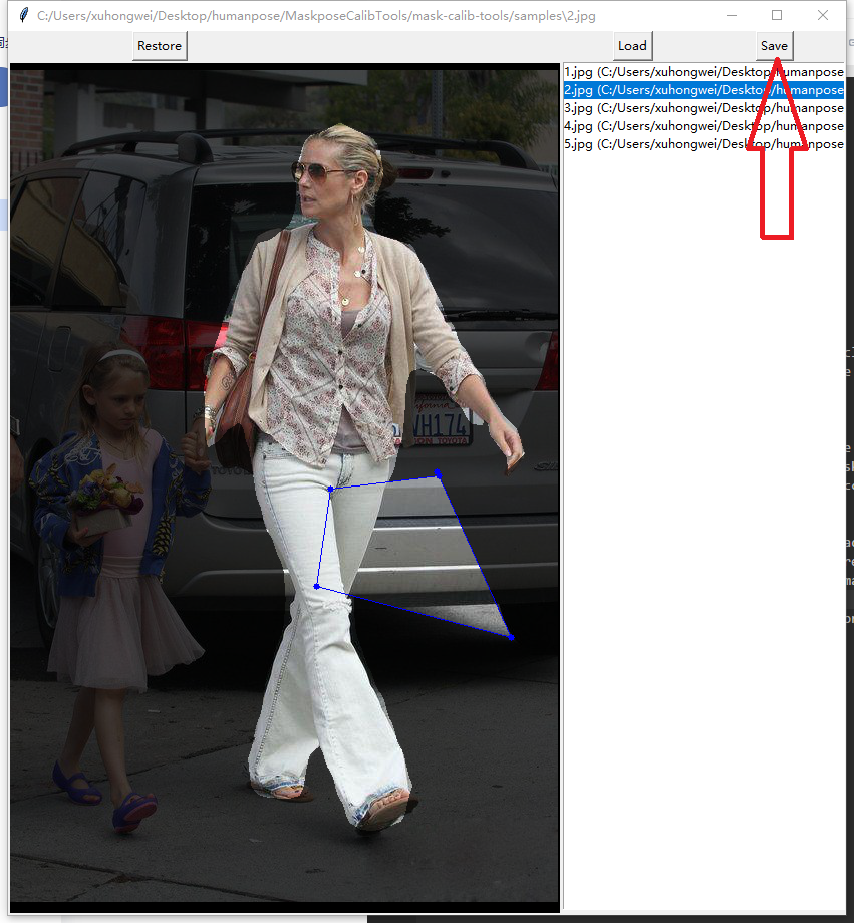 C:/Users/xuhongwei/Desktop/humanpose/MaskposeCalibTools/mask-calib-tools/samples\2.jpg
Restore
Load
Save
1.jpg (C:/Users/xuhongwei/Desktop/humanpose
2.jpg (C:/Users/xuhongwei/Desktop/humanpose
3.jpg (C:/Users/xuhongwei/Desktop/humanpose
4.jpg (C:/Users/xuhongwei/Desktop/humanpose
5.jpg (C:/Users/xuhongwei/Desktop/humanpose
TOYOTA